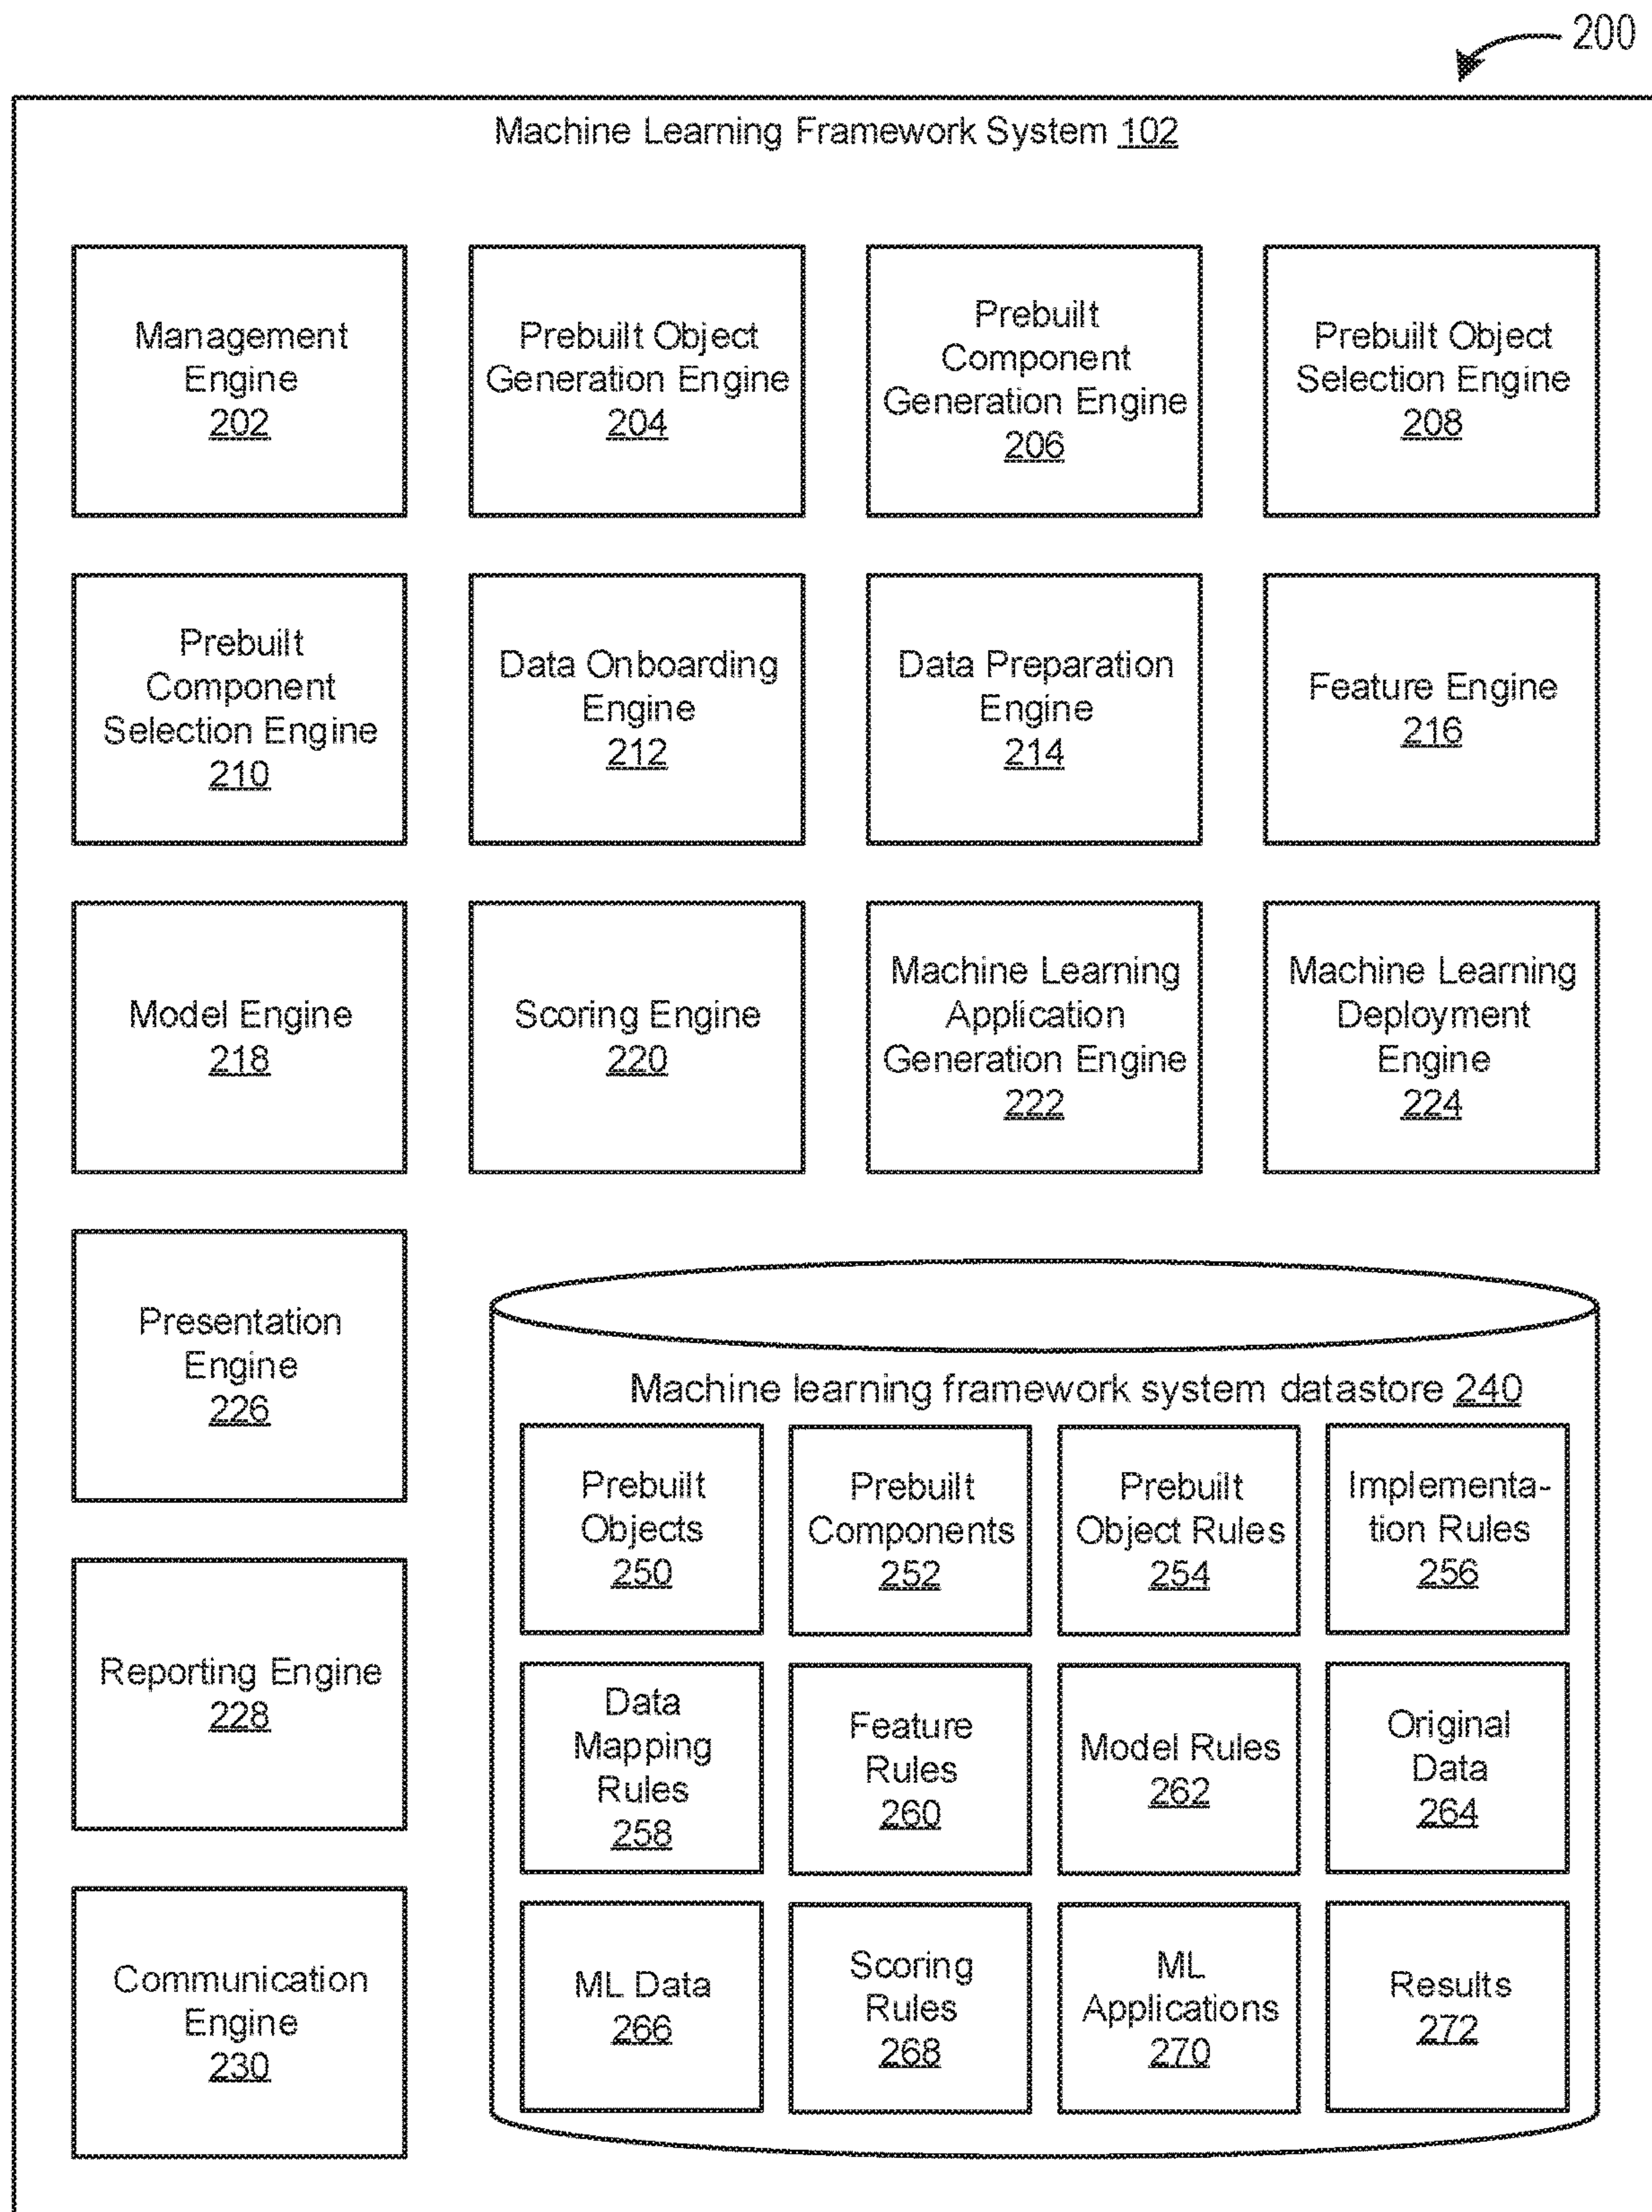 200
Machine Learning Framework System 102
Management
Engine
202
Prebuilt Object
Generation Engine
204
Prebuilt
Component
Generation Engine
206
Prebuilt Object
Selection Engine
208
Prebuilt
Component
Selection Engine
210
Data Onboarding
Engine
212
Data Preparation
Engine
214
Feature Engine
216
Model Engine
218
Scoring Engine
220
Machine Learning
Application
Generation Engine
222
Machine Learning
Deployment
Engine
224
Presentation
Engine
226
Reporting Engine
228
Communication
Engine
230
Machine learning framework system datastore 240
Prebuilt
Objects
250
Prebuilt
Components
252
Prebuilt
Object Rules
254
Implementa-
tion Rules
256
Data
Mapping
Rules
258
Feature
Rules
260
Model Rules
262
Original
Data
264
ML Data
266
Scoring
Rules
268
ML
Applications
270
Results
272